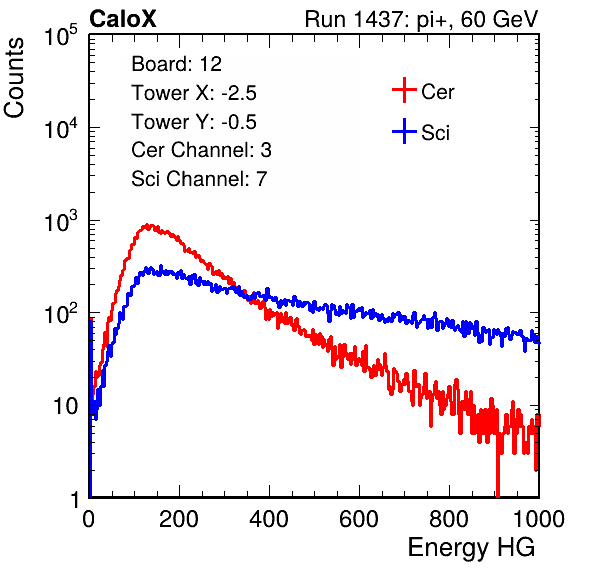 CaloX Run 1437: pi+, 60 GeV
Board: 12
Tower X: -2.5
Tower Y: -0.5
Cer Channel: 3
Sci Channel: 7
Cer
Sci
Counts
10^5
10^4
10^3
10^2
10
1
0 200 400 600 800 1000
Energy HG